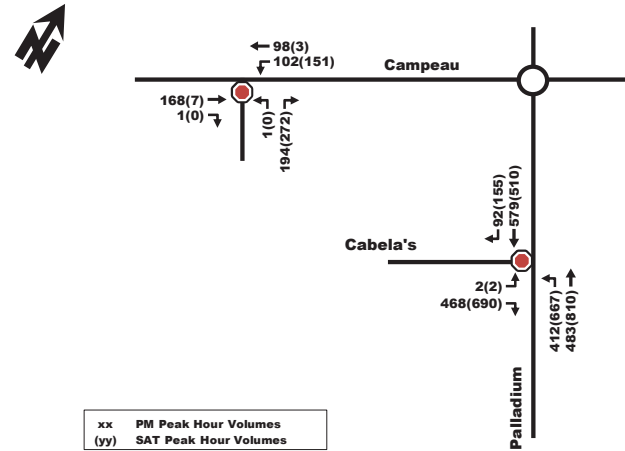 98(3)
102(151)
Campeau
168(7)
1(0)
1(0)
194(272)
92(155)
579(510)
Cabela's
2(2)
468(690)
412(667)
483(810)
Palladium
xx PM Peak Hour Volumes
(yy) SAT Peak Hour Volumes